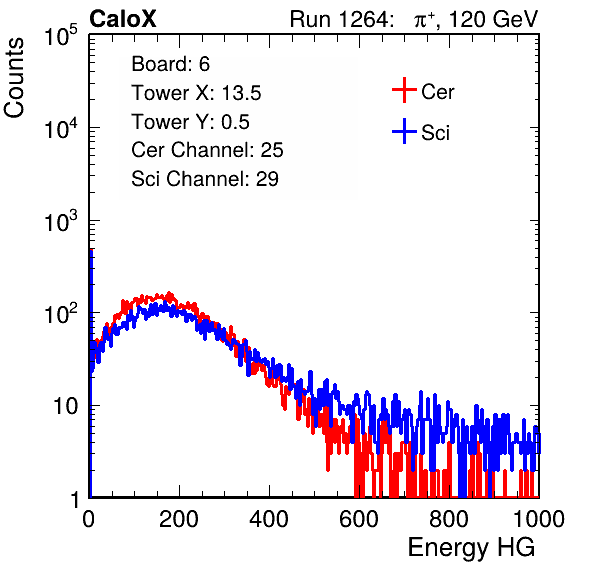 CaloX Run 1264: π⁺, 120 GeV
Board: 6
Tower X: 13.5
Tower Y: 0.5
Cer Channel: 25
Sci Channel: 29
Cer
Sci
Counts
10⁵
10⁴
10³
10²
10
1
0 200 400 600 800 1000
Energy HG